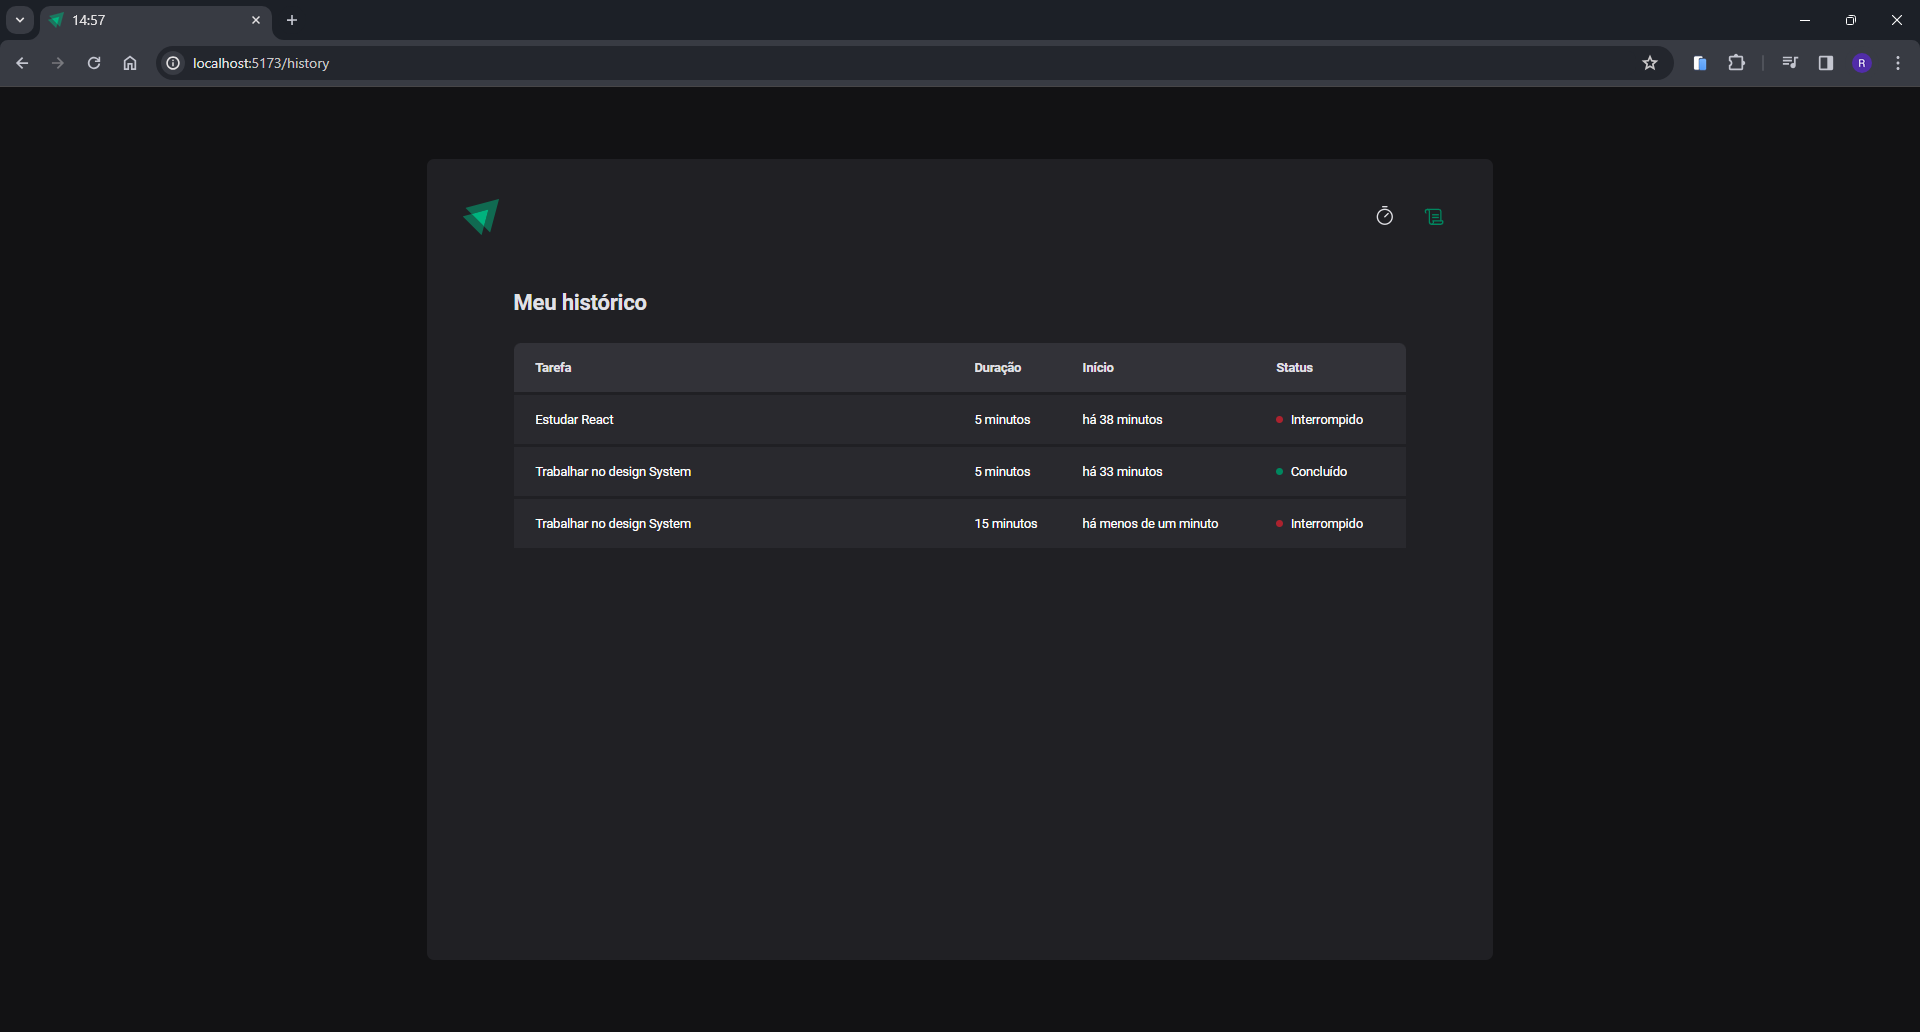 14:57
localhost:5173/history
R
Meu histórico
Tarefa Duração Início Status
Estudar React 5 minutos há 38 minutos Interrompido
Trabalhar no design System 5 minutos há 33 minutos Concluído
Trabalhar no design System 15 minutos há menos de um minuto Interrompido